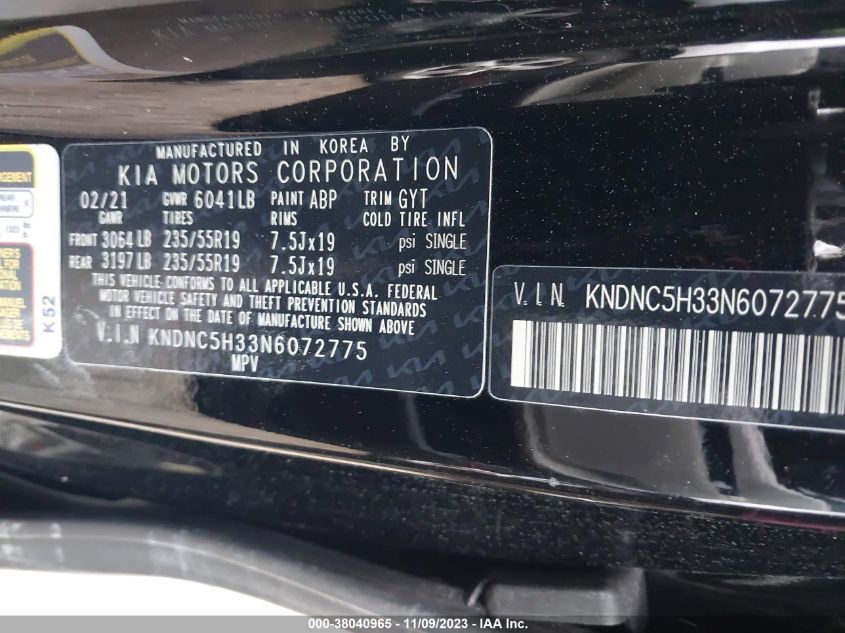 MANUFACTURED IN KOREA BY
KIA MOTORS CORPORATION
02/21 GVWR 6041LB PAINT ABP TRIM GYT
GAWR TIRES RIMS COLD TIRE INFL
FRONT 3064LB 235/55R19 7.5Jx19 psi SINGLE
REAR 3197LB 235/55R19 7.5Jx19 psi SINGLE
THIS VEHICLE CONFORMS TO ALL APPLICABLE U.S.A. FEDERAL
MOTOR VEHICLE SAFETY AND THEFT PREVENTION STANDARDS
IN EFFECT ON THE DATE OF MANUFACTURE SHOWN ABOVE
V.I.N KNDNC5H33N6072775
MPV
K52
V.I.N. KNDNC5H33N6072775
000-38040965 - 11/09/2023 - IAA Inc.